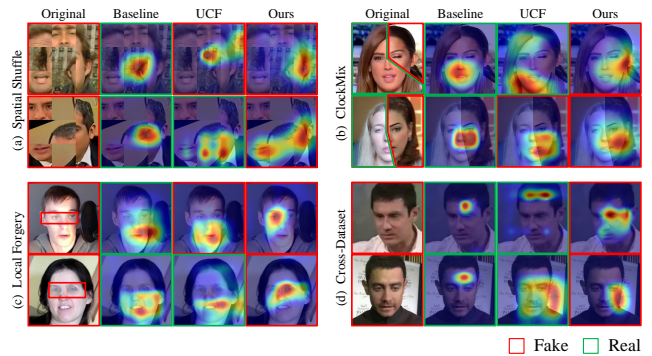 Original Baseline UCF Ours
Original Baseline UCF Ours
(a) Spatial Shuffle
(b) ClockMix
(c) Local Forgery
(d) Cross-Dataset
Fake Real